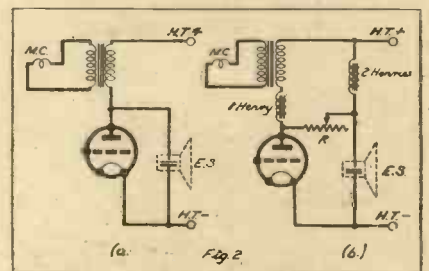 M.C.
H.T.+
E.S.
H.T.-
(a.
M.C.
H.T.+
2 Henries
1 Henry
R
E.S.
H.T.-
(b.)
Fig. 2